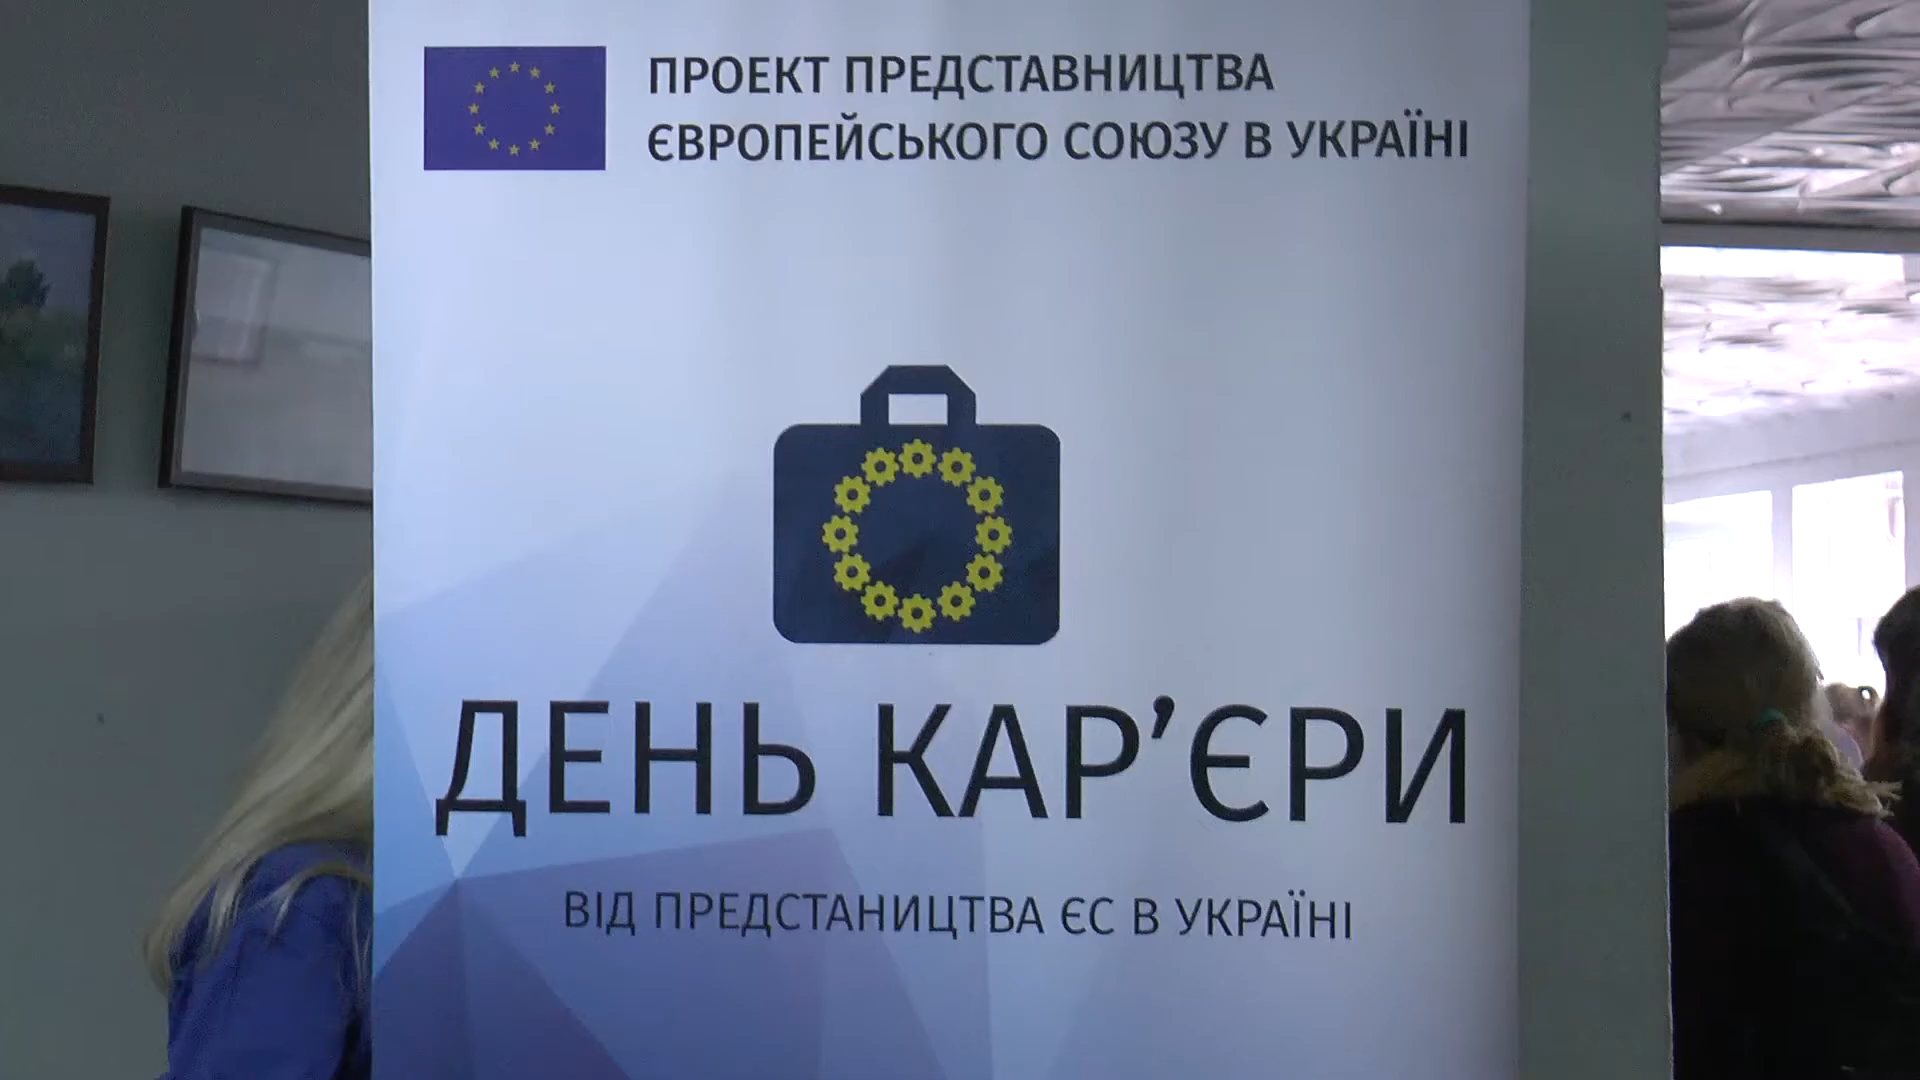 ПРОЕКТ ПРЕДСТАВНИЦТВА
ЄВРОПЕЙСЬКОГО СОЮЗУ В УКРАЇНІ
ДЕНЬ КАР’ЄРИ
ВІД ПРЕДСТАНИЦТВА ЄС В УКРАЇНІ